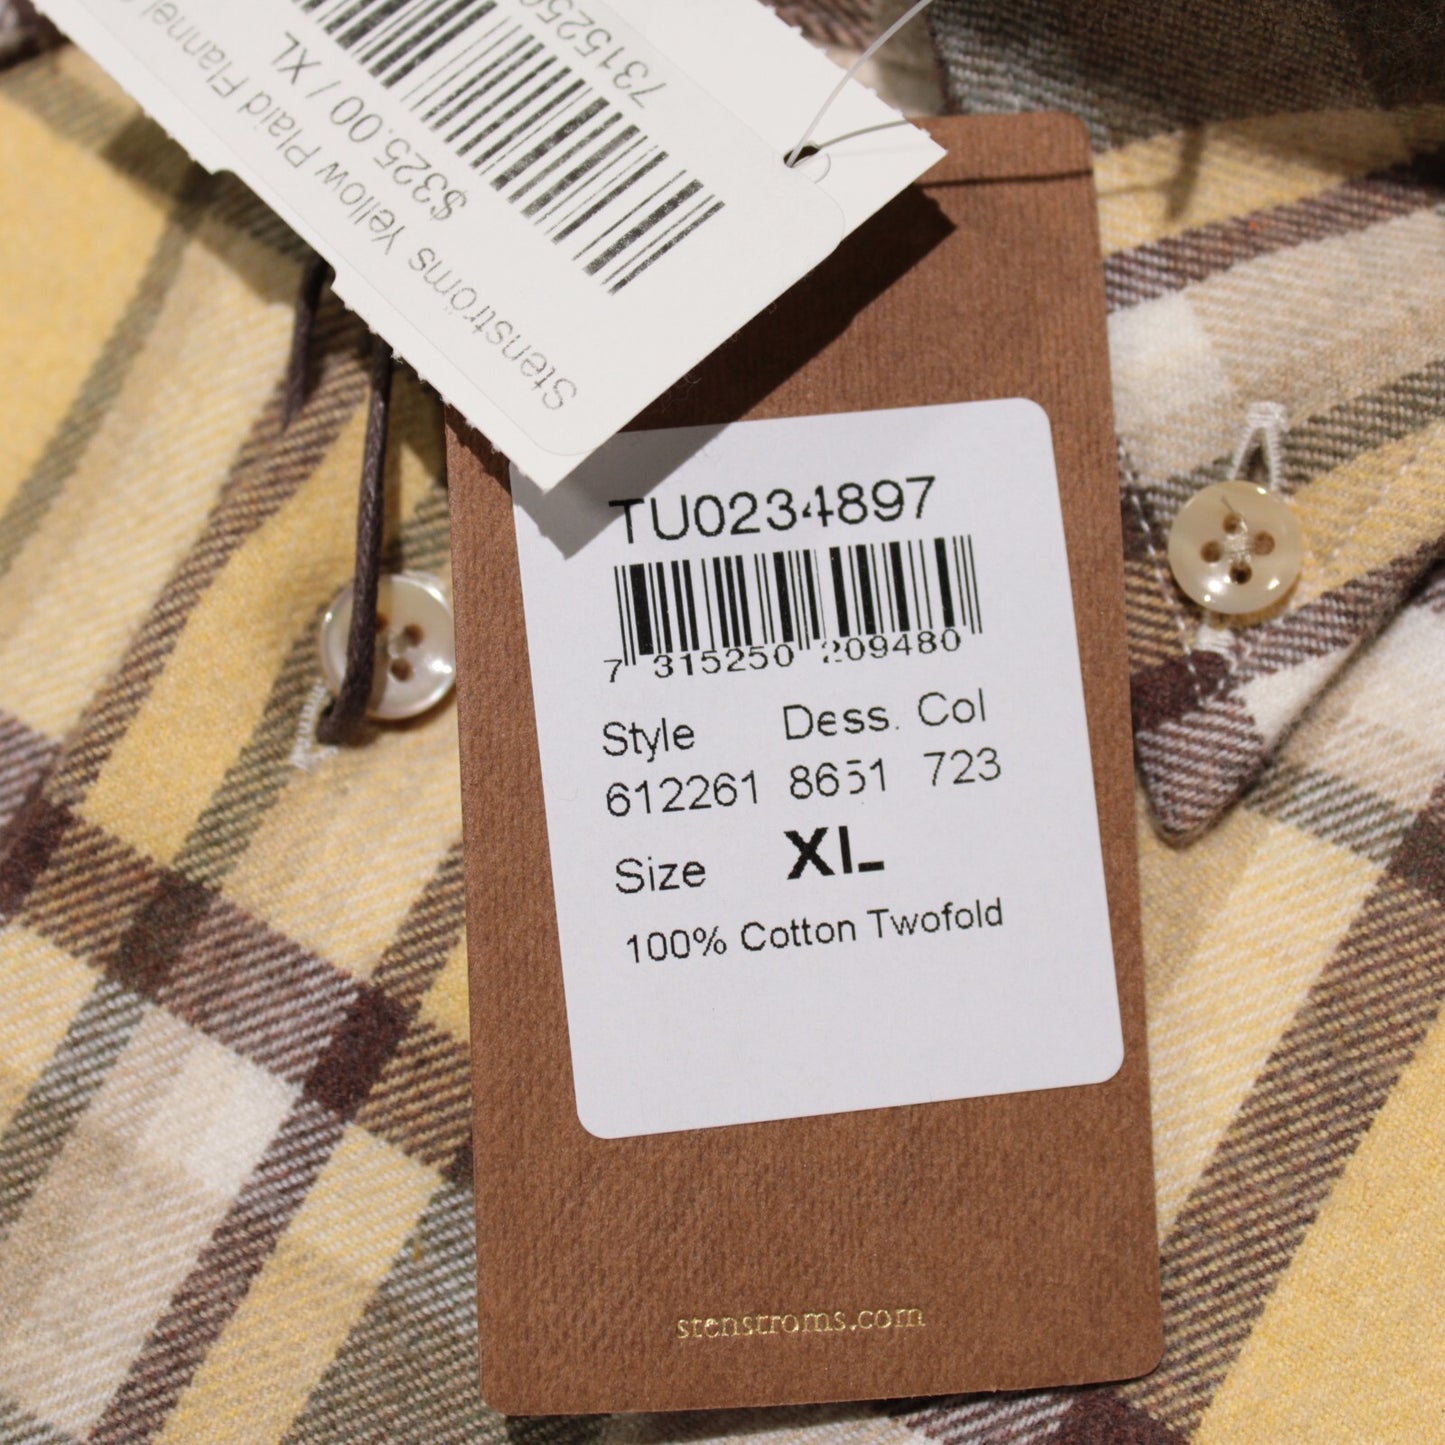 Stenströms Yellow Plaid Flannel
$325.00 / XL
TU0234897
7 315250 209480
Style Dess. Col
612261 8651 723
Size XL
100% Cotton Twofold
stenstroms.com